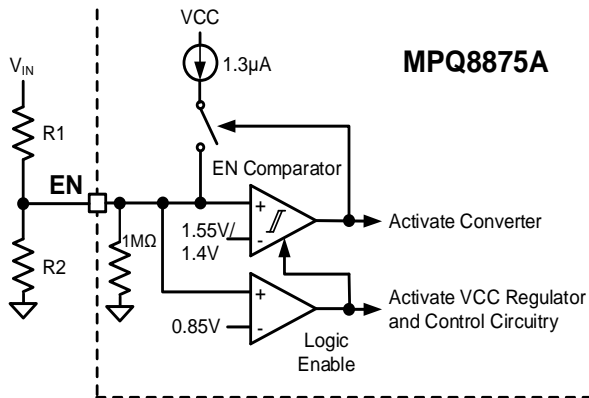 VCC
1.3µA
MPQ8875A
VIN
R1
EN Comparator
EN
+
1.55V/
1.4V
-
Activate Converter
1MΩ
R2
+
0.85V
-
Activate VCC Regulator
and Control Circuitry
Logic
Enable